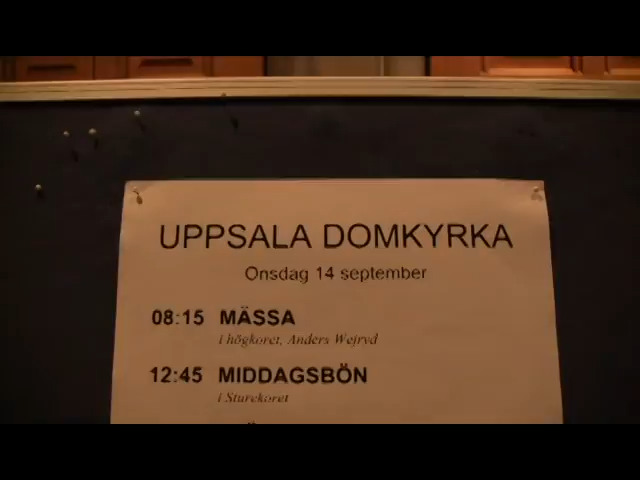 UPPSALA DOMKYRKA
Onsdag 14 september
08:15 MÄSSA
i högkoret, Anders Wejryd
12:45 MIDDAGSBÖN
i Sturekoret